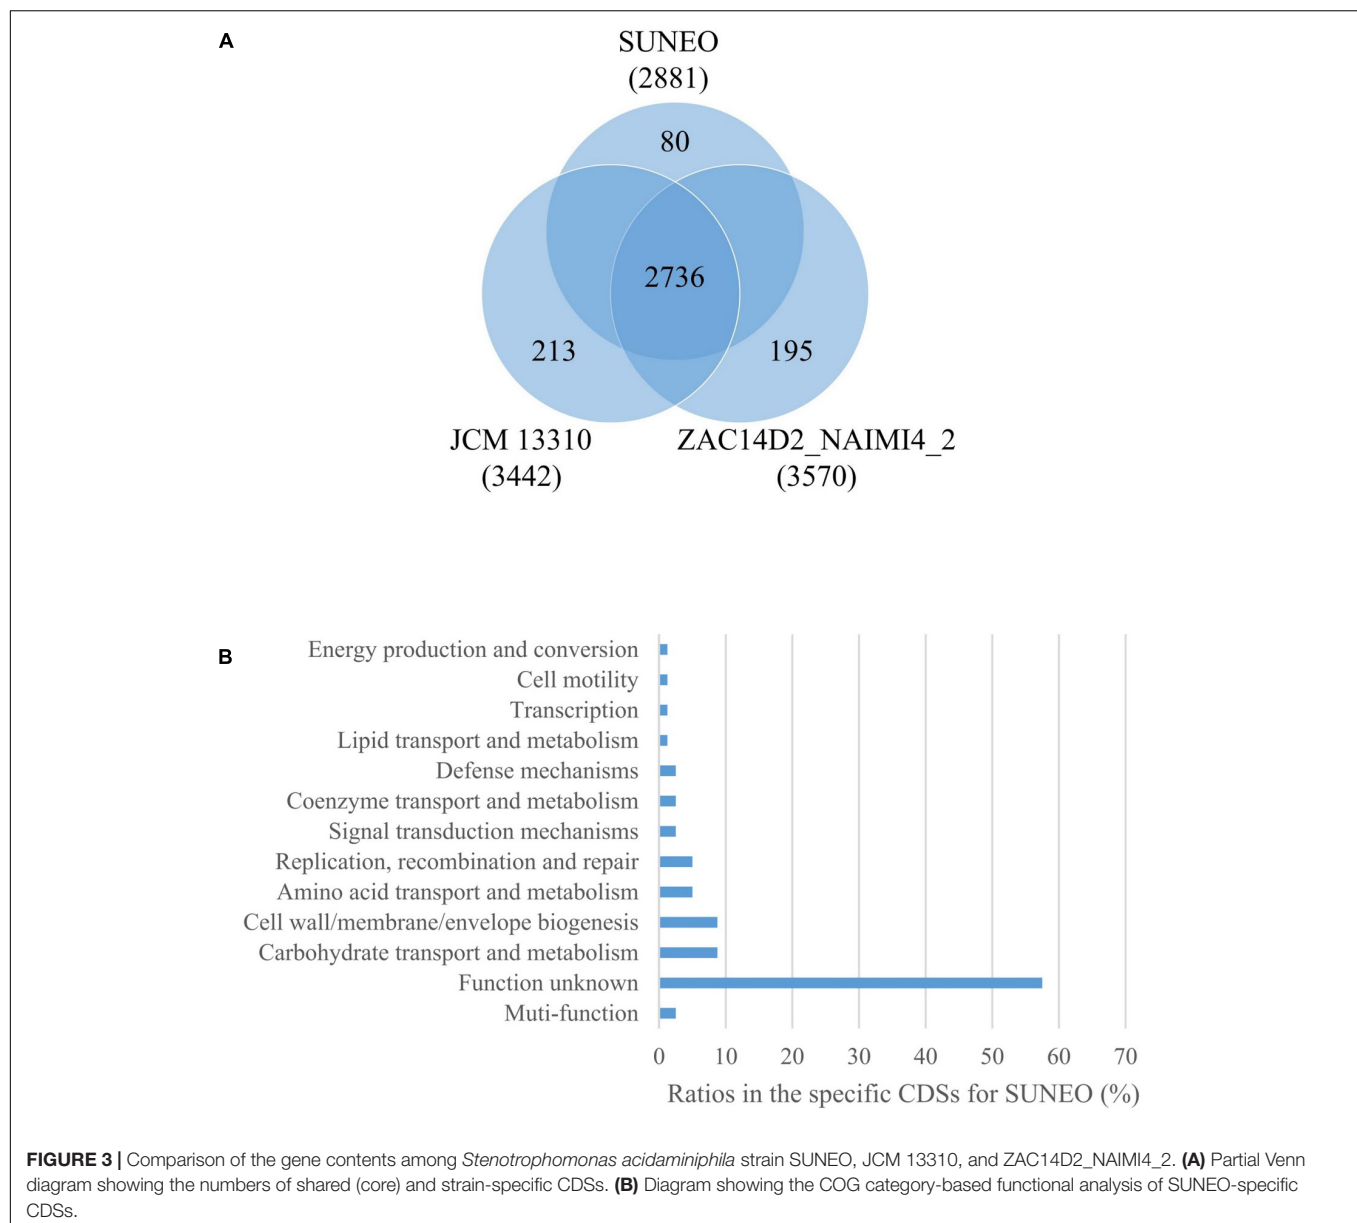 A
SUNEO
(2881)
80
2736
213
195
JCM 13310
(3442)
ZAC14D2_NAIMI4_2
(3570)
B
Energy production and conversion
Cell motility
Transcription
Lipid transport and metabolism
Defense mechanisms
Coenzyme transport and metabolism
Signal transduction mechanisms
Replication, recombination and repair
Amino acid transport and metabolism
Cell wall/membrane/envelope biogenesis
Carbohydrate transport and metabolism
Function unknown
Muti-function
0 10 20 30 40 50 60 70
Ratios in the specific CDSs for SUNEO (%)
FIGURE 3 | Comparison of the gene contents among Stenotrophomonas acidaminiphila strain SUNEO, JCM 13310, and ZAC14D2_NAIMI4_2. (A) Partial Venn
diagram showing the numbers of shared (core) and strain-specific CDSs. (B) Diagram showing the COG category-based functional analysis of SUNEO-specific
CDSs.